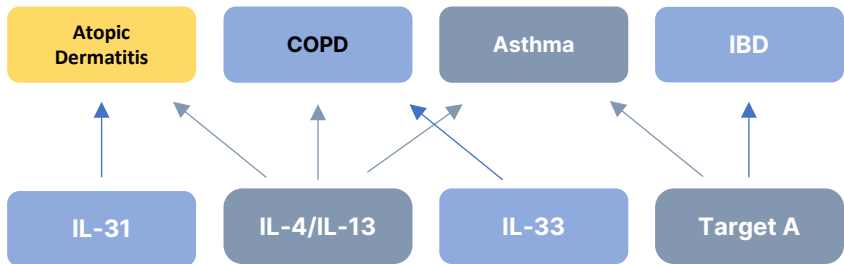 Atopic
Dermatitis
COPD
Asthma
IBD
IL-31
IL-4/IL-13
IL-33
Target A